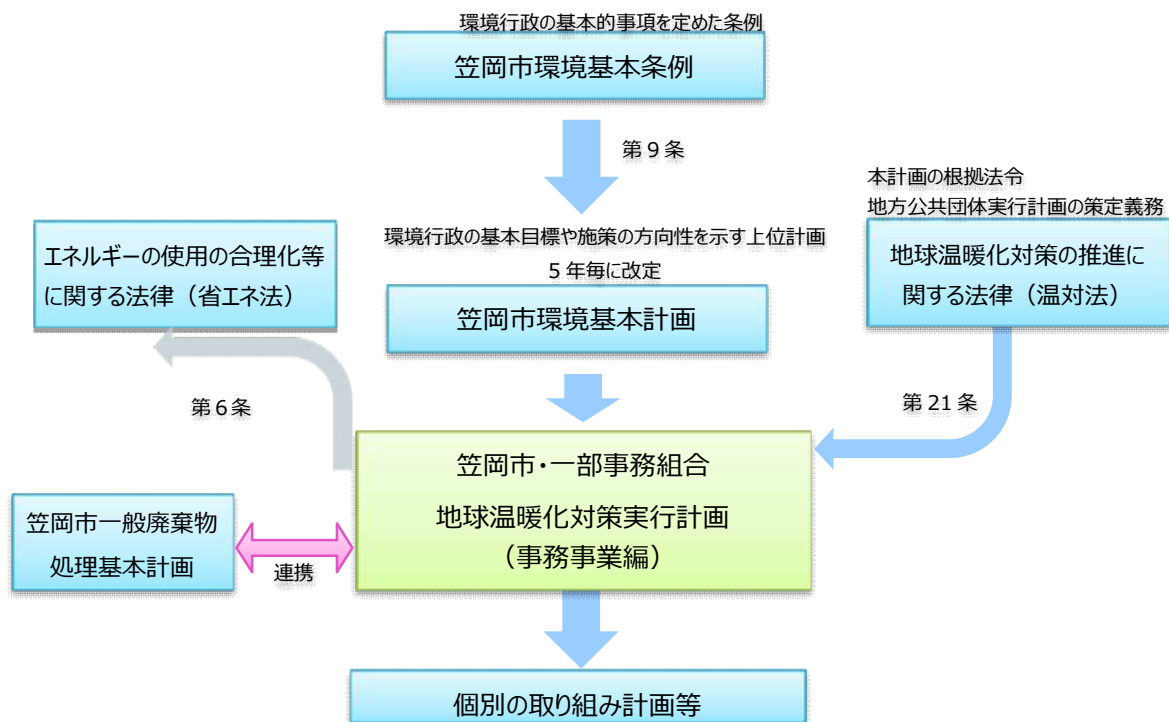 環境行政の基本的事項を定めた条例
笠岡市環境基本条例
第9条
本計画の根拠法令
地方公共団体実行計画の策定義務
地球温暖化対策の推進に
関する法律（温対法）
エネルギーの使用の合理化等
に関する法律（省エネ法）
環境行政の基本目標や施策の方向性を示す上位計画
5年毎に改定
笠岡市環境基本計画
第6条
第21条
笠岡市・一部事務組合
地球温暖化対策実行計画
（事務事業編）
笠岡市一般廃棄物
処理基本計画
連携
個別の取り組み計画等